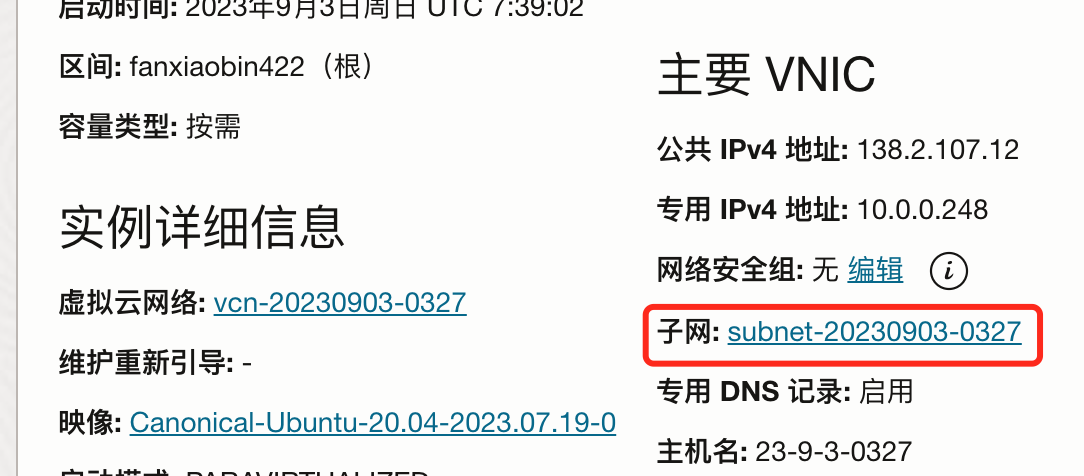 启动时间: 2023年9月3日周日 UTC 7:39:02
区间: fanxiaobin422（根）
容量类型: 按需
实例详细信息
虚拟云网络: vcn-20230903-0327
维护重新引导: -
映像: Canonical-Ubuntu-20.04-2023.07.19-0
启动模式: PARAVIRTUALIZED
主要 VNIC
公共 IPv4 地址: 138.2.107.12
专用 IPv4 地址: 10.0.0.248
网络安全组: 无 编辑 i
子网: subnet-20230903-0327
专用 DNS 记录: 启用
主机名: 23-9-3-0327